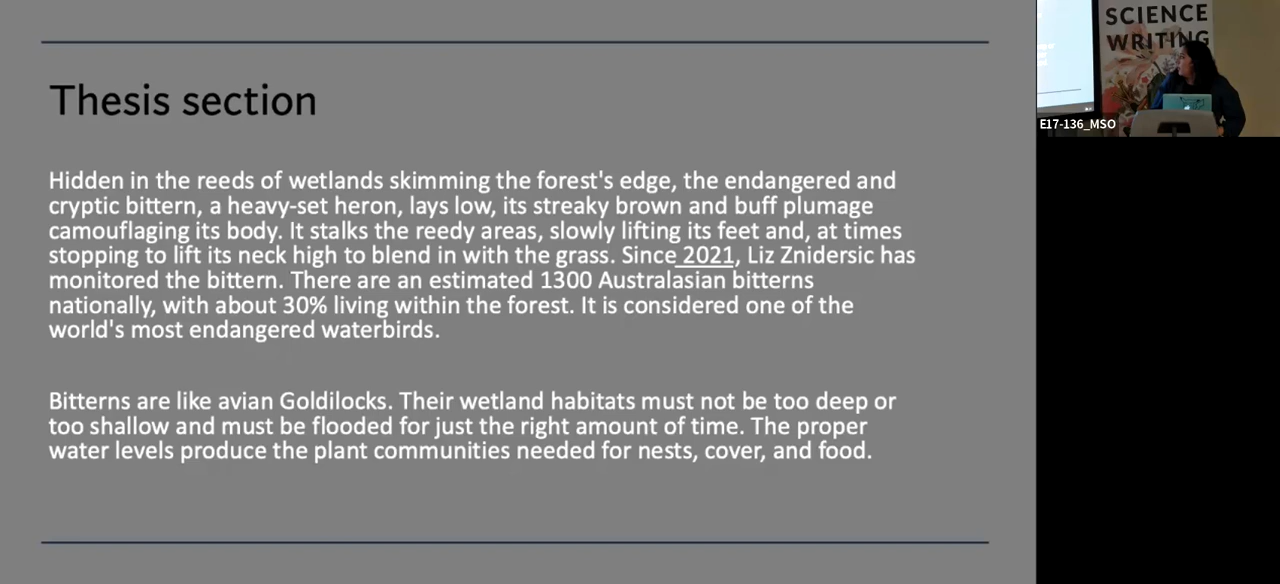 Thesis section
Hidden in the reeds of wetlands skimming the forest's edge, the endangered and
cryptic bittern, a heavy-set heron, lays low, its streaky brown and buff plumage
camouflaging its body. It stalks the reedy areas, slowly lifting its feet and, at times
stopping to lift its neck high to blend in with the grass. Since 2021, Liz Znidersic has
monitored the bittern. There are an estimated 1300 Australasian bitterns
nationally, with about 30% living within the forest. It is considered one of the
world's most endangered waterbirds.
Bitterns are like avian Goldilocks. Their wetland habitats must not be too deep or
too shallow and must be flooded for just the right amount of time. The proper
water levels produce the plant communities needed for nests, cover, and food.
SCIENCE
WRITING
E17-136_MSO